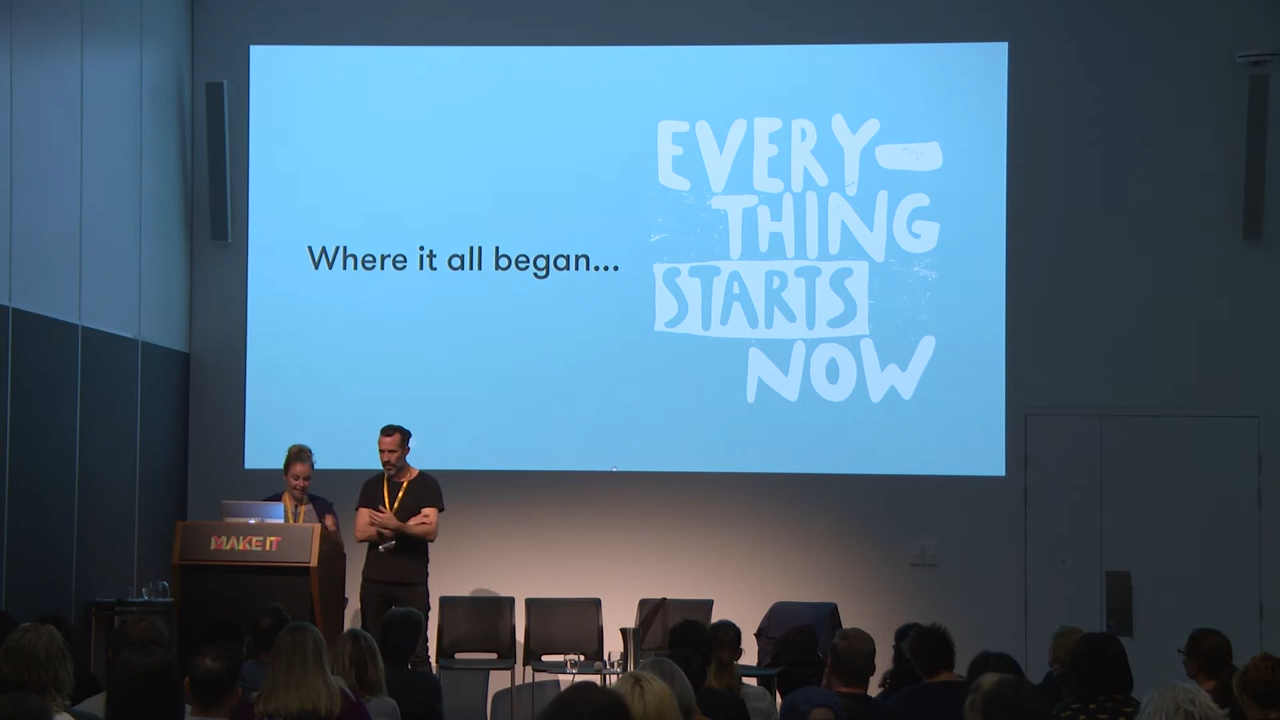 Where it all began...
EVERY-
THING
STARTS
NOW
MAKE IT